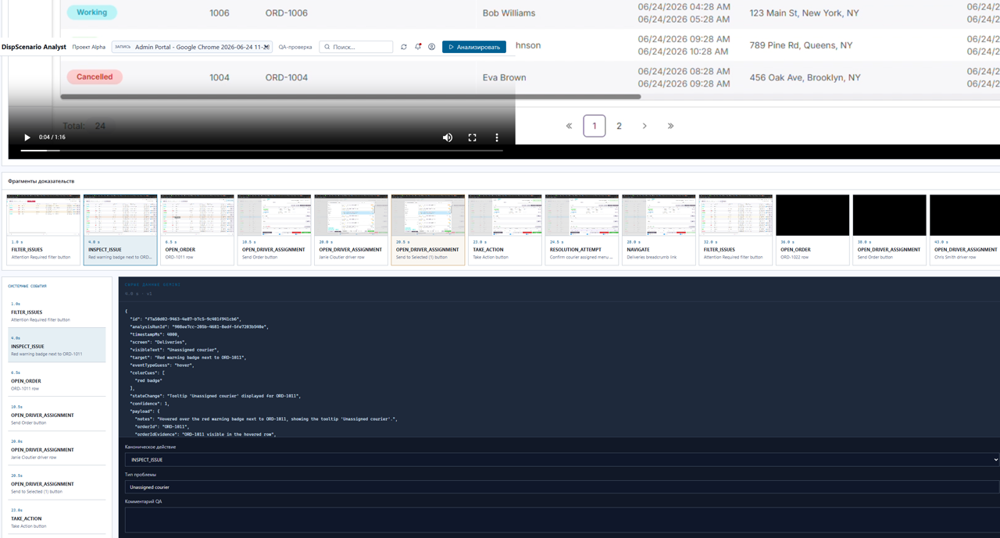 Working 1006 ORD-1006 Bob Williams 06/24/2026 04:28 AM 123 Main St, New York, NY 06/24/2
06/24/2026 05:28 AM 06/24/2
DispScenario Analyst Проект Alpha ЗАПИСЬ Admin Portal - Google Chrome 2026-06-24 11-28 QA-проверка Поиск... Анализировать
hnson 06/24/2026 09:28 AM 789 Pine Rd, Queens, NY 06/24/2
06/24/2026 10:28 AM 06/24/2
Cancelled 1004 ORD-1004 Eva Brown 06/24/2026 08:28 AM 456 Oak Ave, Brooklyn, NY 06/24/2
06/24/2026 09:28 AM 06/24/2
Total: 24 « 1 2 › »
0:04 / 1:16
Фрагменты доказательств
1.0 s
FILTER_ISSUES
Attention Required filter button
4.0 s
INSPECT_ISSUE
Red warning badge next to ORD...
6.5 s
OPEN_ORDER
ORD-1011 row
10.5 s
OPEN_DRIVER_ASSIGNMENT
Send Order button
20.0 s
OPEN_DRIVER_ASSIGNMENT
Janie Cloutier driver row
20.5 s
OPEN_DRIVER_ASSIGNMENT
Send to Selected (1) button
23.0 s
TAKE_ACTION
Take Action button
24.5 s
RESOLUTION_ATTEMPT
Confirm courier assigned menu ...
28.0 s
NAVIGATE
Deliveries breadcrumb link
32.0 s
FILTER_ISSUES
Attention Required filter button
36.0 s
OPEN_ORDER
ORD-1022 row
38.0 s
OPEN_DRIVER_ASSIGNMENT
Send Order button
43.0 s
OPEN_DRIVER_ASSIGNMENT
Chris Smith driver row
СИСТЕМНЫЕ СОБЫТИЯ
1.0s
FILTER_ISSUES
Attention Required filter button
4.0s
INSPECT_ISSUE
Red warning badge next to ORD-1011
6.5s
OPEN_ORDER
ORD-1011 row
10.5s
OPEN_DRIVER_ASSIGNMENT
Send Order button
20.0s
OPEN_DRIVER_ASSIGNMENT
Janie Cloutier driver row
20.5s
OPEN_DRIVER_ASSIGNMENT
Send to Selected (1) button
23.0s
TAKE_ACTION
Take Action button
4.0 s · v1
{
"id": "f7a50d02-9463-4e87-b7c5-9c401f941cb6",
"analysisRunId": "908ee7cc-286b-4681-8edf-5fe7203b540e",
"timestampMs": 4000,
"screen": "Deliveries",
"visibleText": "Unassigned courier",
"target": "Red warning badge next to ORD-1011",
"eventTypeGuess": "hover",
"colorCues": [
"red badge"
],
"stateChange": "Tooltip 'Unassigned courier' displayed for ORD-1011",
"confidence": 1,
"payload": {
"notes": "Hovered over the red warning badge next to ORD-1011, showing the tooltip 'Unassigned courier'.",
"orderId": "ORD-1011",
"orderIdEvidence": "ORD-1011 visible in the hovered row",
Каноническое действие
INSPECT_ISSUE
Тип проблемы
Unassigned courier
Комментарий QA